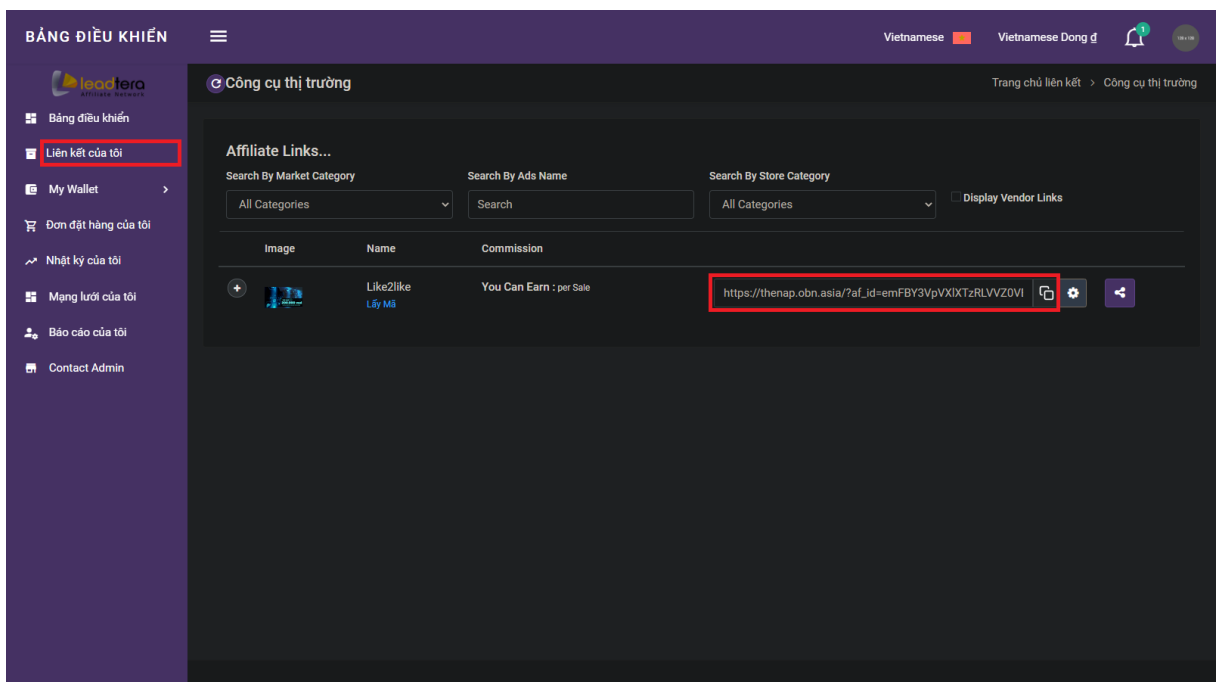 BẢNG ĐIỀU KHIỂN
Vietnamese
Vietnamese Dong ₫
1
leadtera
Affiliate Network
Công cụ thị trường
Trang chủ liên kết > Công cụ thị trường
Bảng điều khiển
Liên kết của tôi
My Wallet
Đơn đặt hàng của tôi
Nhật ký của tôi
Mạng lưới của tôi
Báo cáo của tôi
Contact Admin
Affiliate Links...
Search By Market Category
Search By Ads Name
Search By Store Category
All Categories
Search
All Categories
Display Vendor Links
Image
Name
Commission
Like2like
Lấy Mã
You Can Earn : per Sale
https://thenap.obn.asia/?af_id=emFBY3VpVXlXTzRLVVZ0Vl